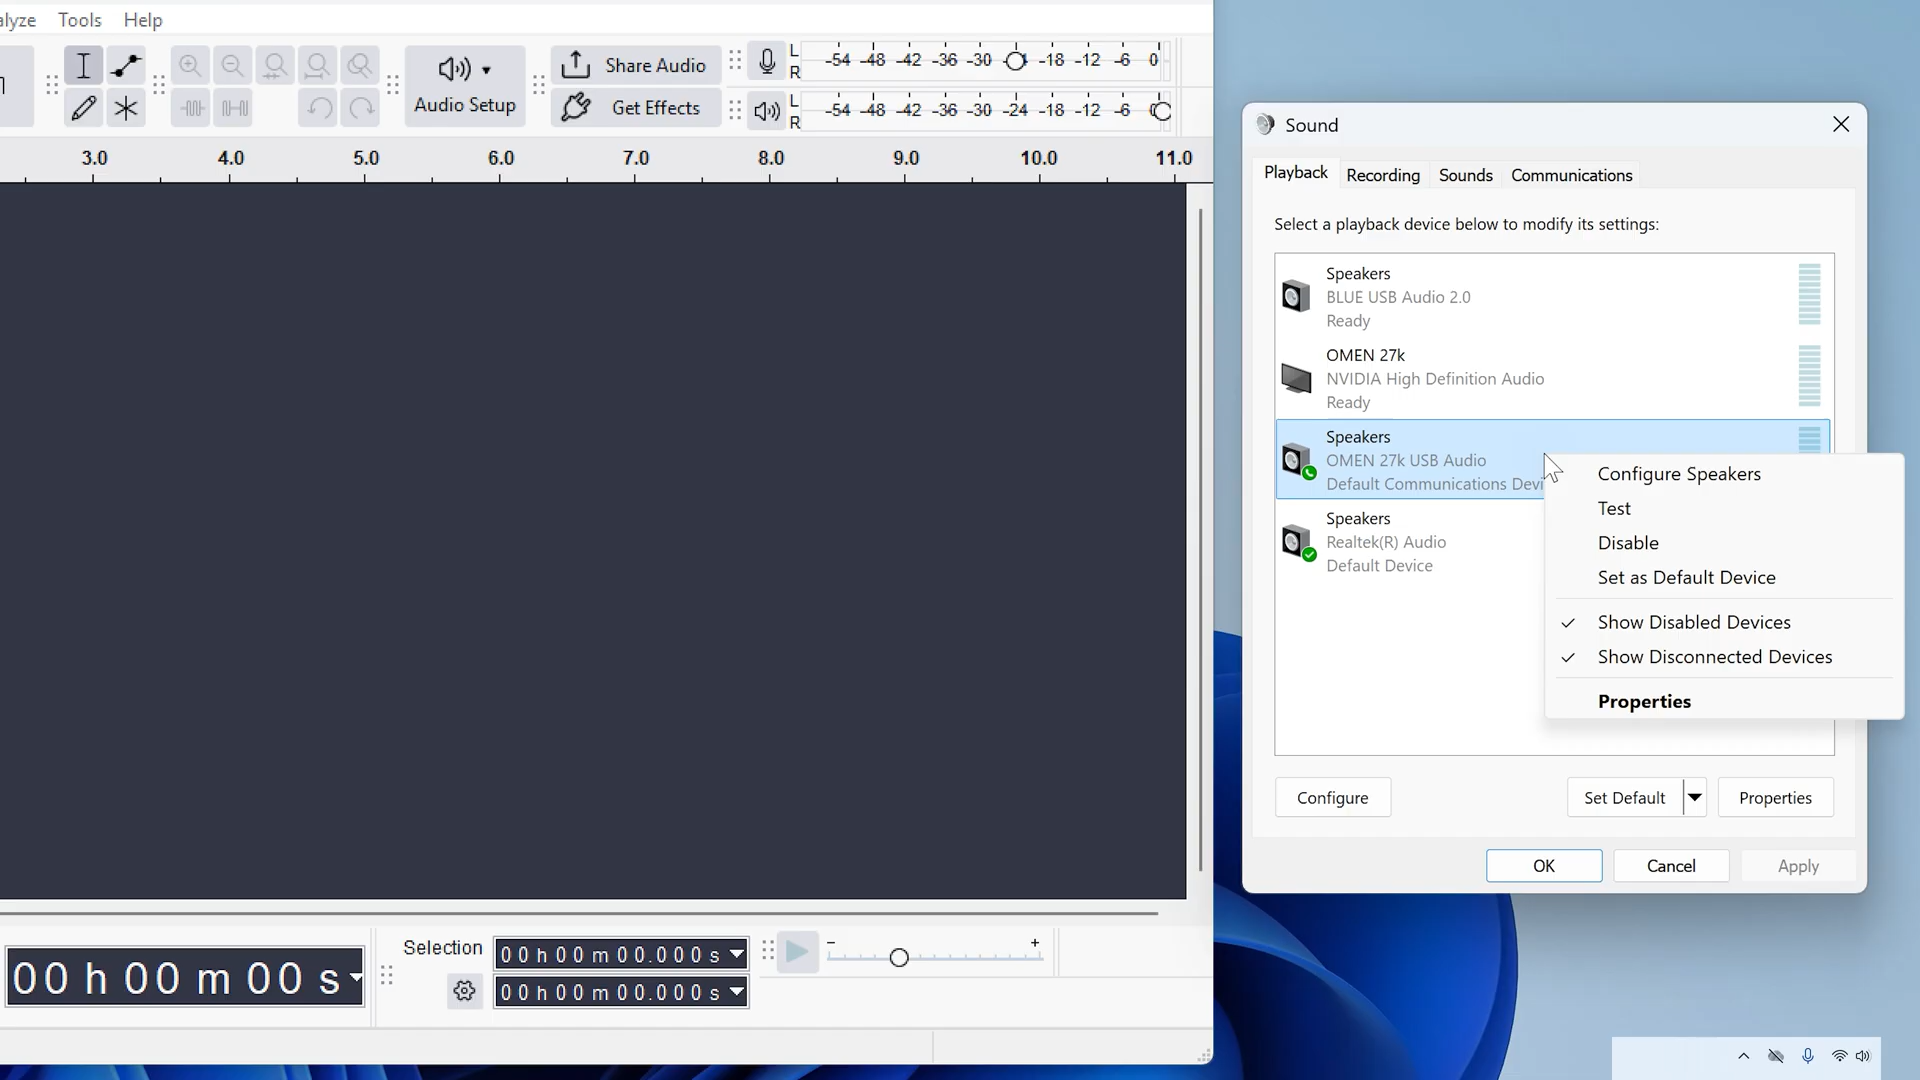 Tools Help
Audio Setup
Share Audio
Get Effects
L
R
-54 -48 -42 -36 -30 -18 -12 -6 0
L
R
-54 -48 -42 -36 -30 -24 -18 -12 -6
3.0 4.0 5.0 6.0 7.0 8.0 9.0 10.0 11.0
Selection
00 h 00 m 00 s
00 h 00 m 00.000 s
00 h 00 m 00.000 s
- +
Sound
Playback Recording Sounds Communications
Select a playback device below to modify its settings:
Speakers
BLUE USB Audio 2.0
Ready
OMEN 27k
NVIDIA High Definition Audio
Ready
Speakers
OMEN 27k USB Audio
Default Communications Devi
Speakers
Realtek(R) Audio
Default Device
Configure Speakers
Test
Disable
Set as Default Device
Show Disabled Devices
Show Disconnected Devices
Properties
Configure Set Default Properties
OK Cancel Apply